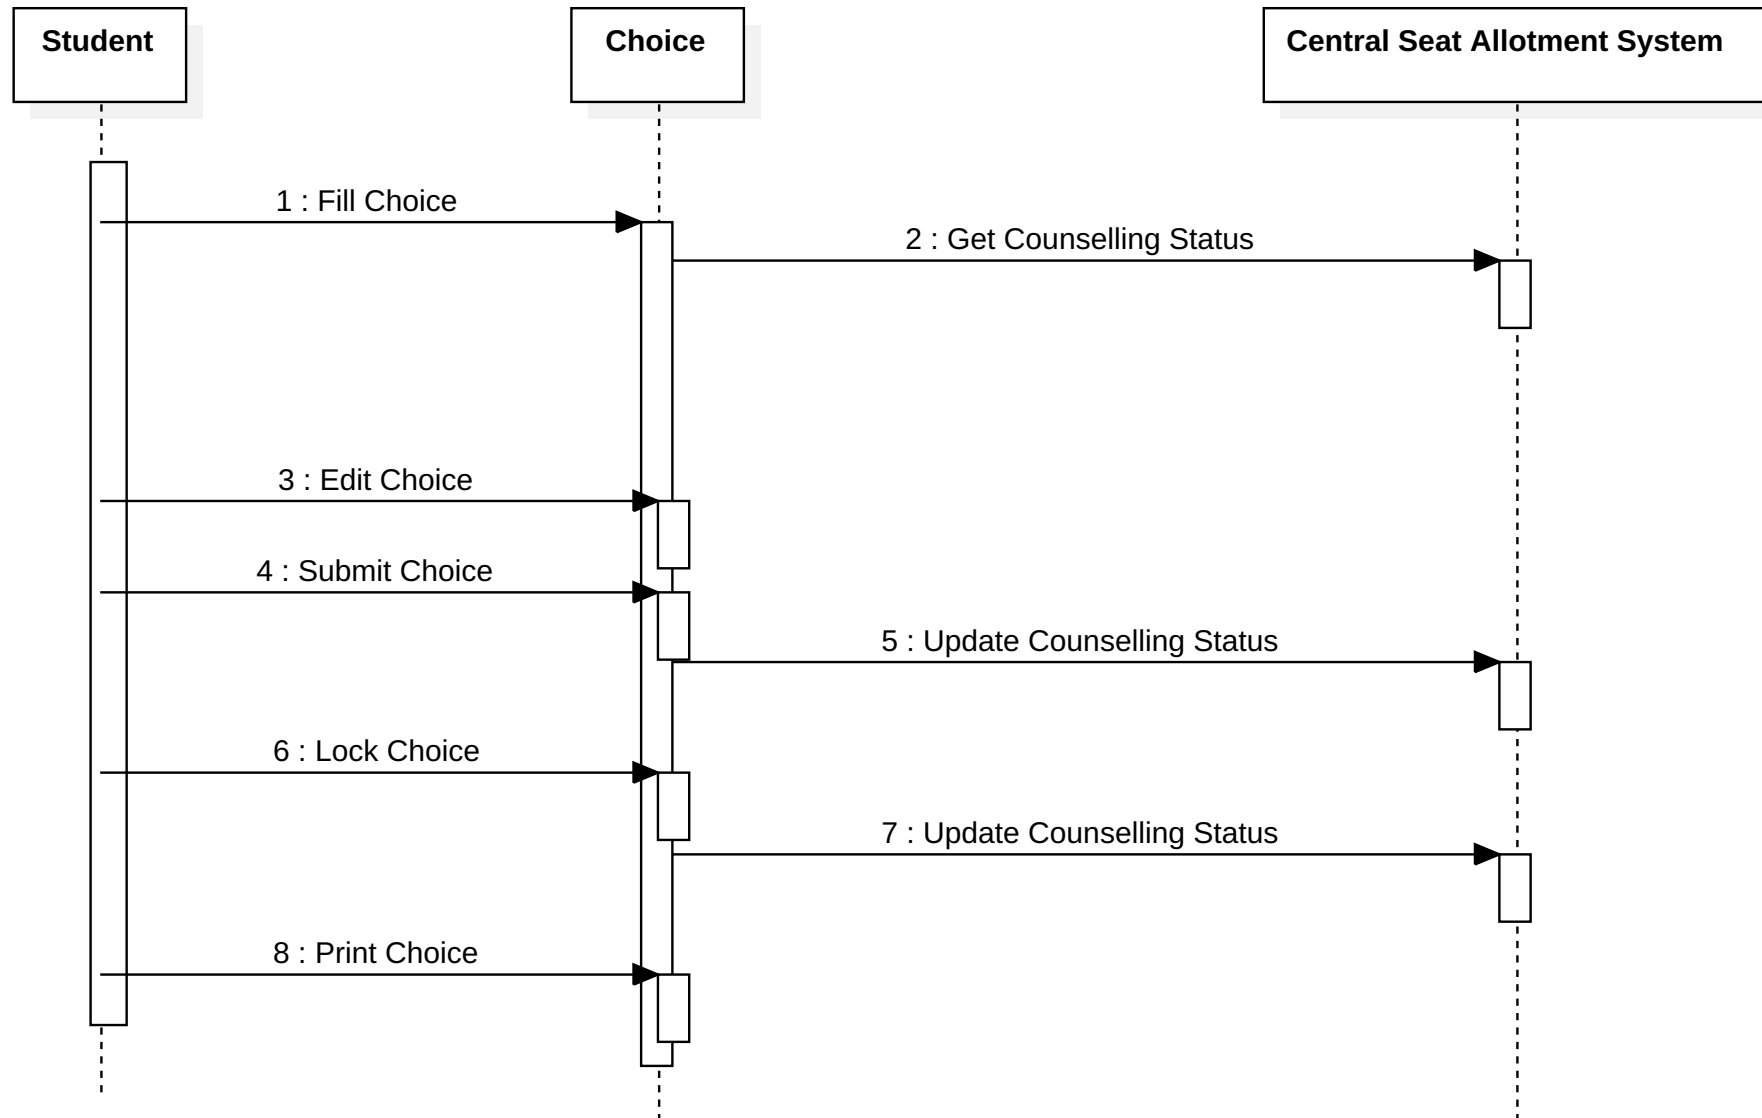 Student
Choice
Central Seat Allotment System
1 : Fill Choice
2 : Get Counselling Status
3 : Edit Choice
4 : Submit Choice
5 : Update Counselling Status
6 : Lock Choice
7 : Update Counselling Status
8 : Print Choice